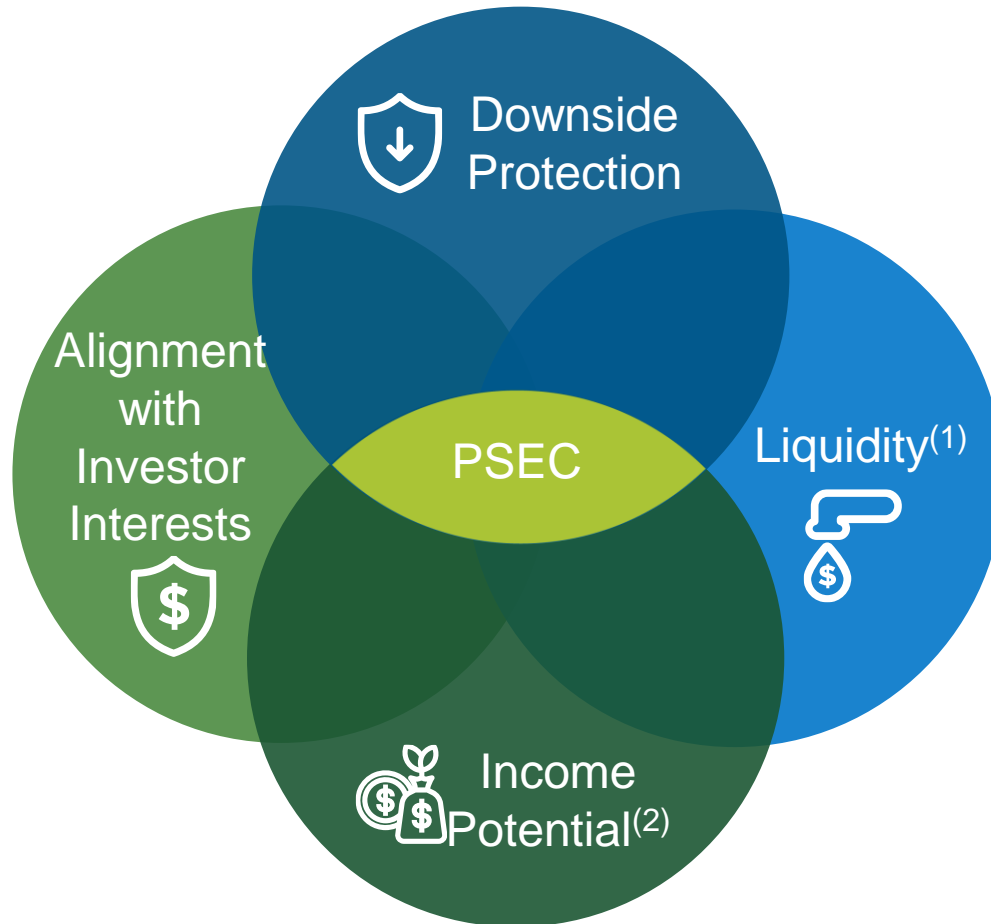 Downside
Protection
Alignment
with
Investor
Interests
$
PSEC
Liquidity(1)
$
Income
Potential(2)
$
$